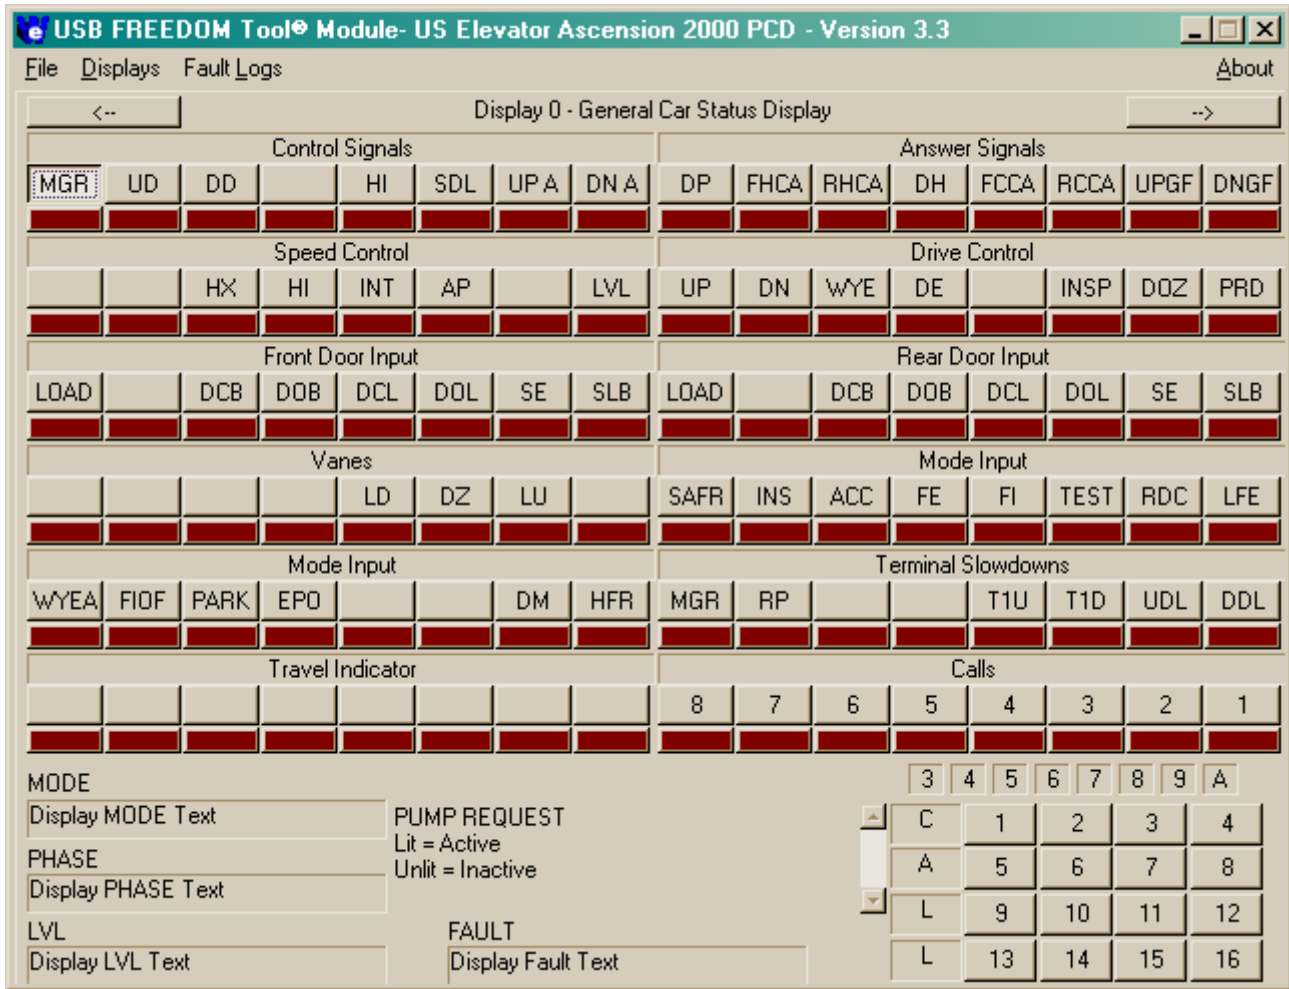 USB FREEDOM Tool® Module- US Elevator Ascension 2000 PCD - Version 3.3
File Displays Fault Logs About
<-- Display 0 - General Car Status Display -->
Control Signals Answer Signals
MGR UD DD HI SDL UP A DN A DP FHCA RHCA DH FCCA RCCA UPGF DNGF
Speed Control Drive Control
HX HI INT AP LVL UP DN WYE DE INSP DOZ PRD
Front Door Input Rear Door Input
LOAD DCB DOB DCL DOL SE SLB LOAD DCB DOB DCL DOL SE SLB
Vanes Mode Input
LD DZ LU SAFR INS ACC FE FI TEST RDC LFE
Mode Input Terminal Slowdowns
WYEA FIOF PARK EPO DM HFR MGR RP T1U T1D UDL DDL
Travel Indicator Calls
8 7 6 5 4 3 2 1
3 4 5 6 7 8 9 A
MODE
Display MODE Text
PHASE
Display PHASE Text
LVL
Display LVL Text
PUMP REQUEST
Lit = Active
Unlit = Inactive
FAULT
Display Fault Text
C 1 2 3 4
A 5 6 7 8
L 9 10 11 12
L 13 14 15 16